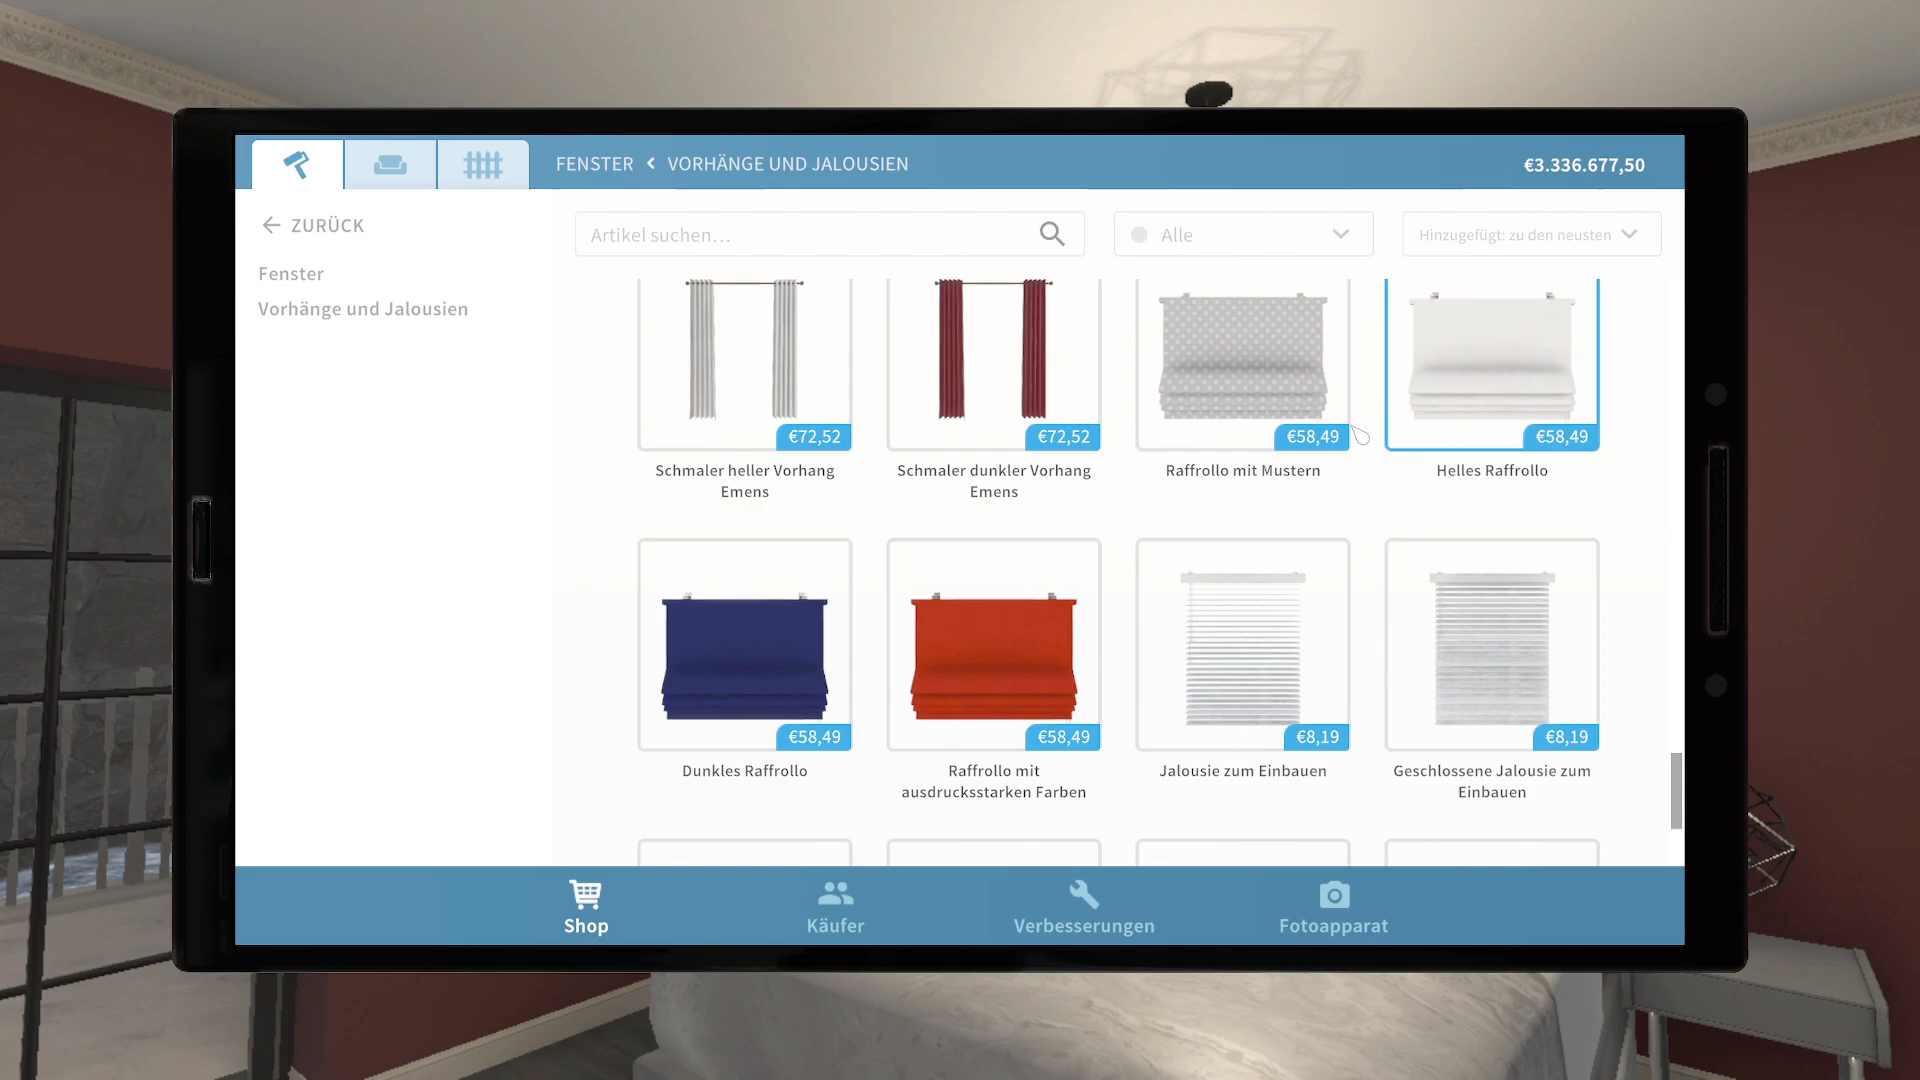 FENSTER < VORHÄNGE UND JALOUSIEN
€3.336.677,50
ZURÜCK
Fenster
Vorhänge und Jalousien
Artikel suchen...
Alle
Hinzugefügt: zu den neusten
€72,52
€72,52
€58,49
€58,49
Schmaler heller Vorhang
Emens
Schmaler dunkler Vorhang
Emens
Raffrollo mit Mustern
Helles Raffrollo
€58,49
€58,49
€8,19
€8,19
Dunkles Raffrollo
Raffrollo mit
ausdrucksstarken Farben
Jalousie zum Einbauen
Geschlossene Jalousie zum
Einbauen
Shop
Käufer
Verbesserungen
Fotoapparat